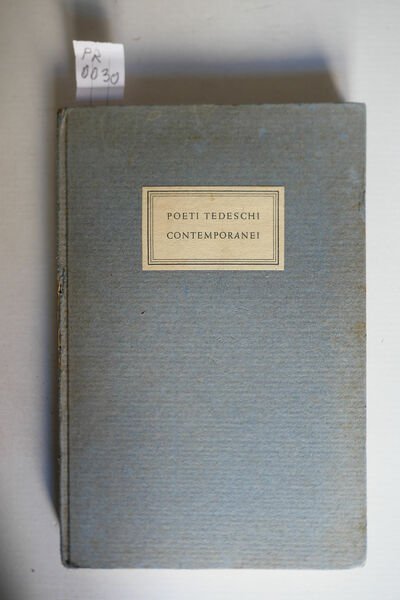 PR
0030
POETI TEDESCHI
CONTEMPORANEI